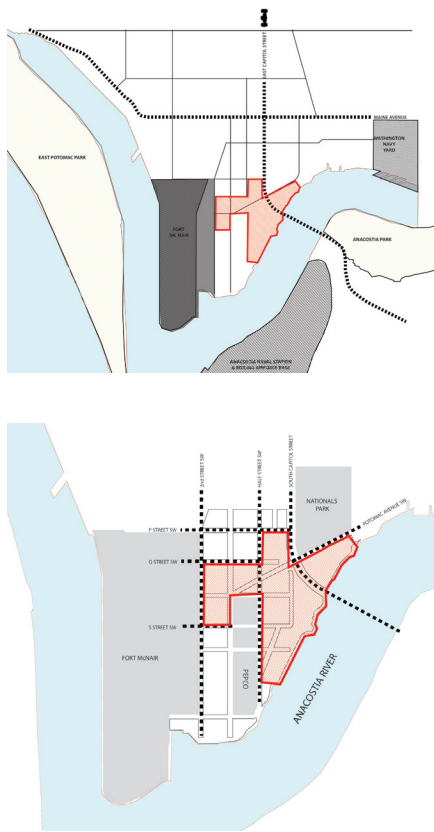 EAST CAPITOL STREET
MAINE AVENUE
WASHINGTON
NAVY
YARD
EAST POTOMAC PARK
FORT
MC NAIR
ANACOSTIA
PARK
ANACOSTIA NAVAL STATION
& BOLLING AIRFORCE BASE
2nd STREET SW
HALF STREET SW
SOUTH CAPITOL STREET
NATIONALS
PARK
POTOMAC AVENUE SW
P STREET SW
Q STREET SW
S STREET SW
FORT McNAIR
PEPCO
ANACOSTIA RIVER